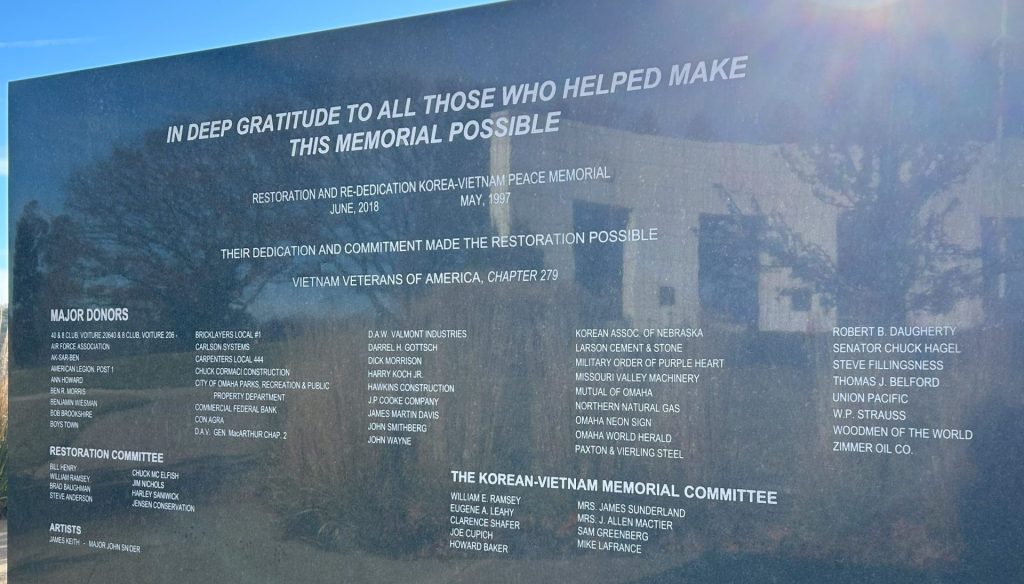 IN DEEP GRATITUDE TO ALL THOSE WHO HELPED MAKE
THIS MEMORIAL POSSIBLE
RESTORATION AND RE-DEDICATION KOREA-VIETNAM PEACE MEMORIAL
JUNE, 2018 MAY, 1997
THEIR DEDICATION AND COMMITMENT MADE THE RESTORATION POSSIBLE
VIETNAM VETERANS OF AMERICA, CHAPTER 279
MAJOR DONORS
40 & 8 CLUB, VOITURE 20640 & 8 CLUB, VOITURE 206 -
AIR FORCE ASSOCIATION
AK-SAR-BEN
AMERICAN LEGION, POST 1
ANN HOWARD
BEN R. MORRIS
BENJAMIN WIESMAN
BOB BROOKSHIRE
BOYS TOWN
BRICKLAYERS LOCAL #1
CARLSON SYSTEMS
CARPENTERS LOCAL 444
CHUCK CORMACI CONSTRUCTION
CITY OF OMAHA PARKS, RECREATION & PUBLIC
PROPERTY DEPARTMENT
COMMERCIAL FEDERAL BANK
CON AGRA
D.A.V. GEN. MacARTHUR CHAP. 2
D.A.W. VALMONT INDUSTRIES
DARREL H. GOTTSCH
DICK MORRISON
HARRY KOCH JR.
HAWKINS CONSTRUCTION
J.P COOKE COMPANY
JAMES MARTIN DAVIS
JOHN SMITHBERG
JOHN WAYNE
KOREAN ASSOC. OF NEBRASKA
LARSON CEMENT & STONE
MILITARY ORDER OF PURPLE HEART
MISSOURI VALLEY MACHINERY
MUTUAL OF OMAHA
NORTHERN NATURAL GAS
OMAHA NEON SIGN
OMAHA WORLD HERALD
PAXTON & VIERLING STEEL
ROBERT B. DAUGHERTY
SENATOR CHUCK HAGEL
STEVE FILLINGSNESS
THOMAS J. BELFORD
UNION PACIFIC
W.P. STRAUSS
WOODMEN OF THE WORLD
ZIMMER OIL CO.
RESTORATION COMMITTEE
BILL HENRY
WILLIAM RAMSEY
BRAD BAUGHMAN
STEVE ANDERSON
CHUCK MC ELFISH
JIM NICHOLS
HARLEY SANIWICK
JENSEN CONSERVATION
ARTISTS
JAMES KEITH - MAJOR JOHN SNIDER
THE KOREAN-VIETNAM MEMORIAL COMMITTEE
WILLIAM E. RAMSEY
EUGENE A. LEAHY
CLARENCE SHAFER
JOE CUPICH
HOWARD BAKER
MRS. JAMES SUNDERLAND
MRS. J. ALLEN MACTIER
SAM GREENBERG
MIKE LAFRANCE